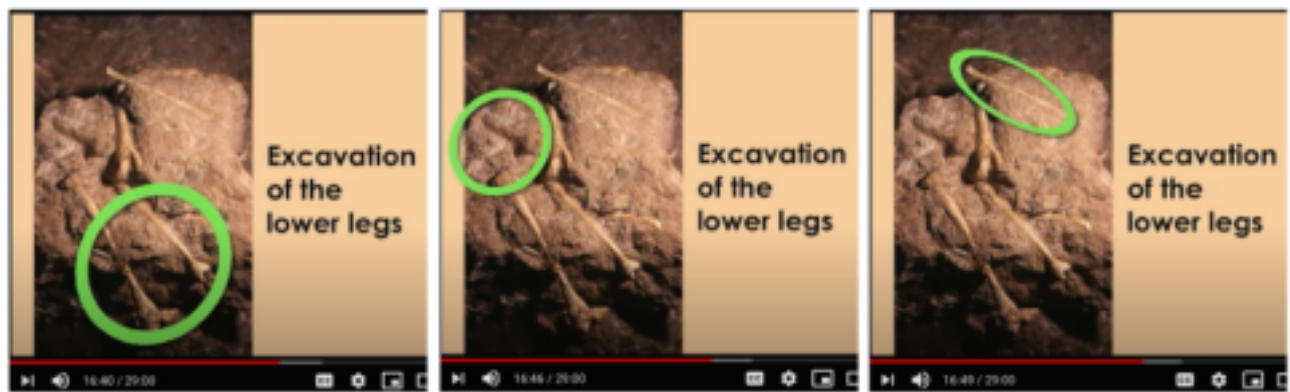 Excavation
of the
lower legs
16:40 / 29:00
Excavation
of the
lower legs
16:46 / 29:00
Excavation
of the
lower legs
16:49 / 29:00